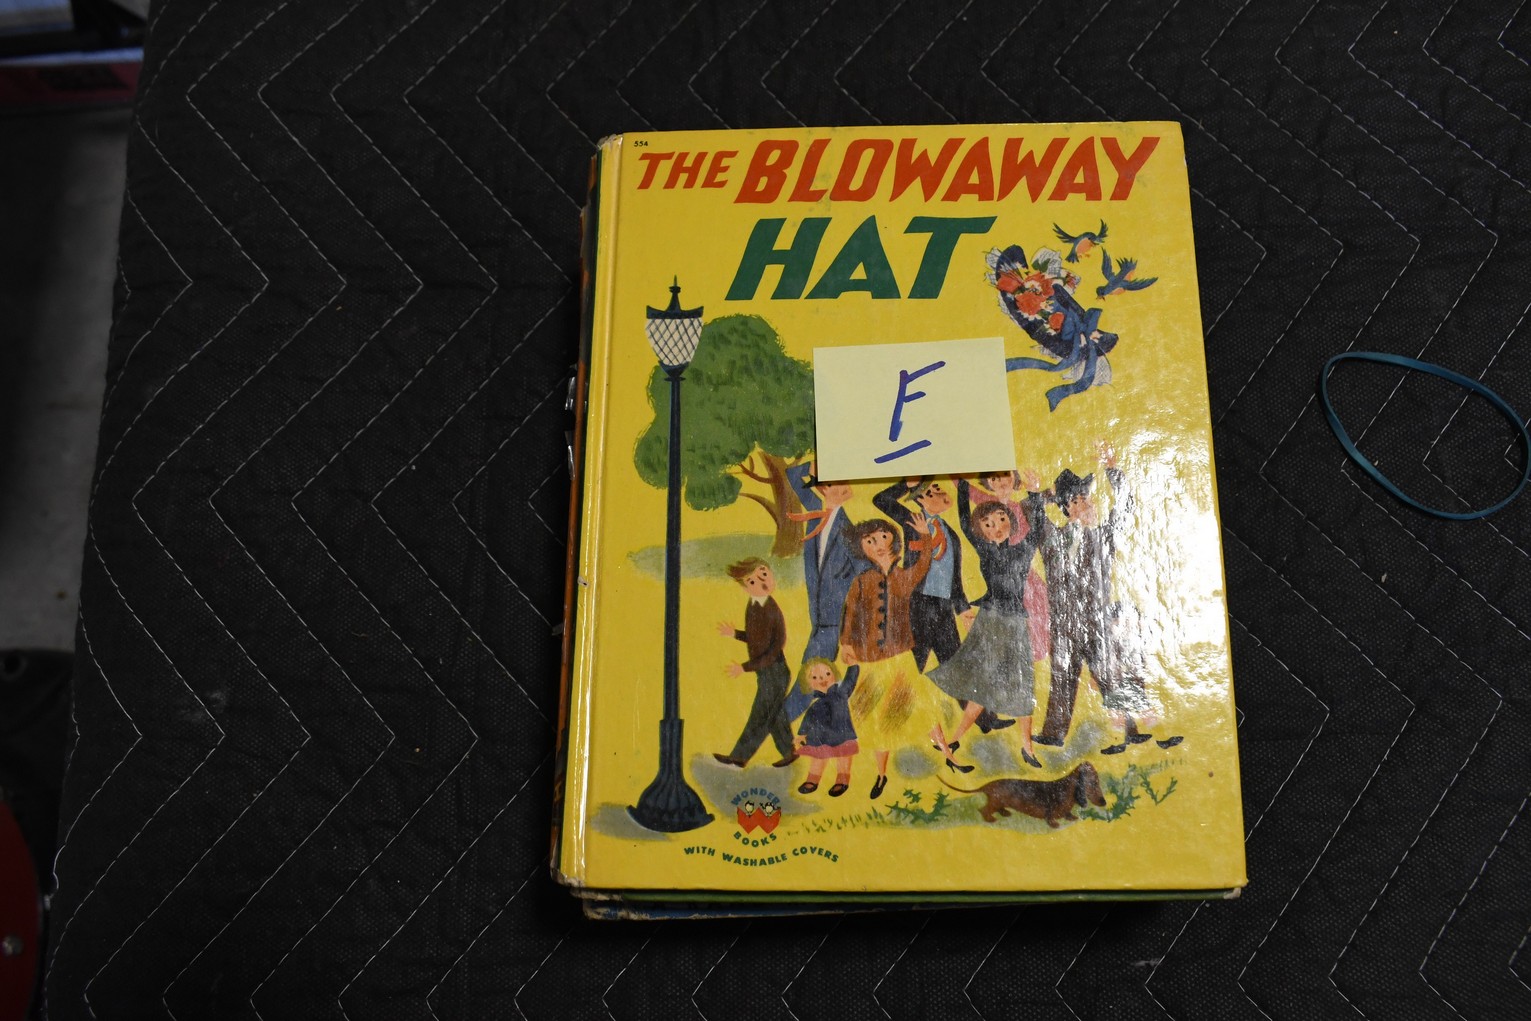 554
THE BLOWAWAY
HAT
F
WONDER
BOOKS
WITH WASHABLE COVERS